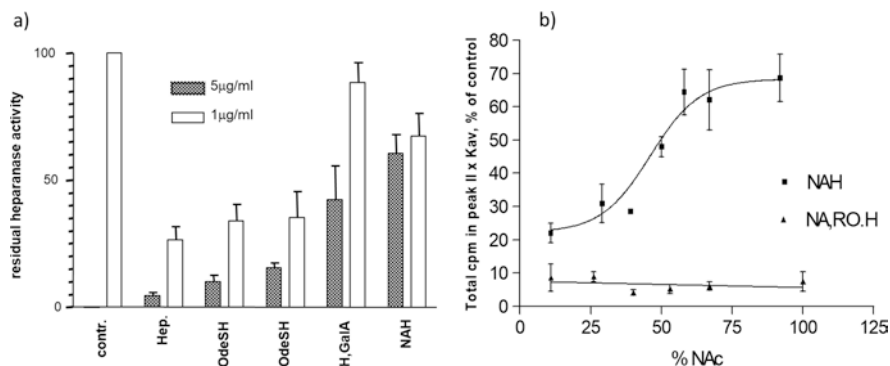 a)
residual heparanase activity
100
50
0
5μg/ml
1μg/ml
contr.
Hep.
OdeSH
OdeSH
H,GalA
NAH
b)
Total cpm in peak II x Kav, % of control
80
70
60
50
40
30
20
10
0
0
25
50
75
100
125
% NAc
NAH
NA,RO.H